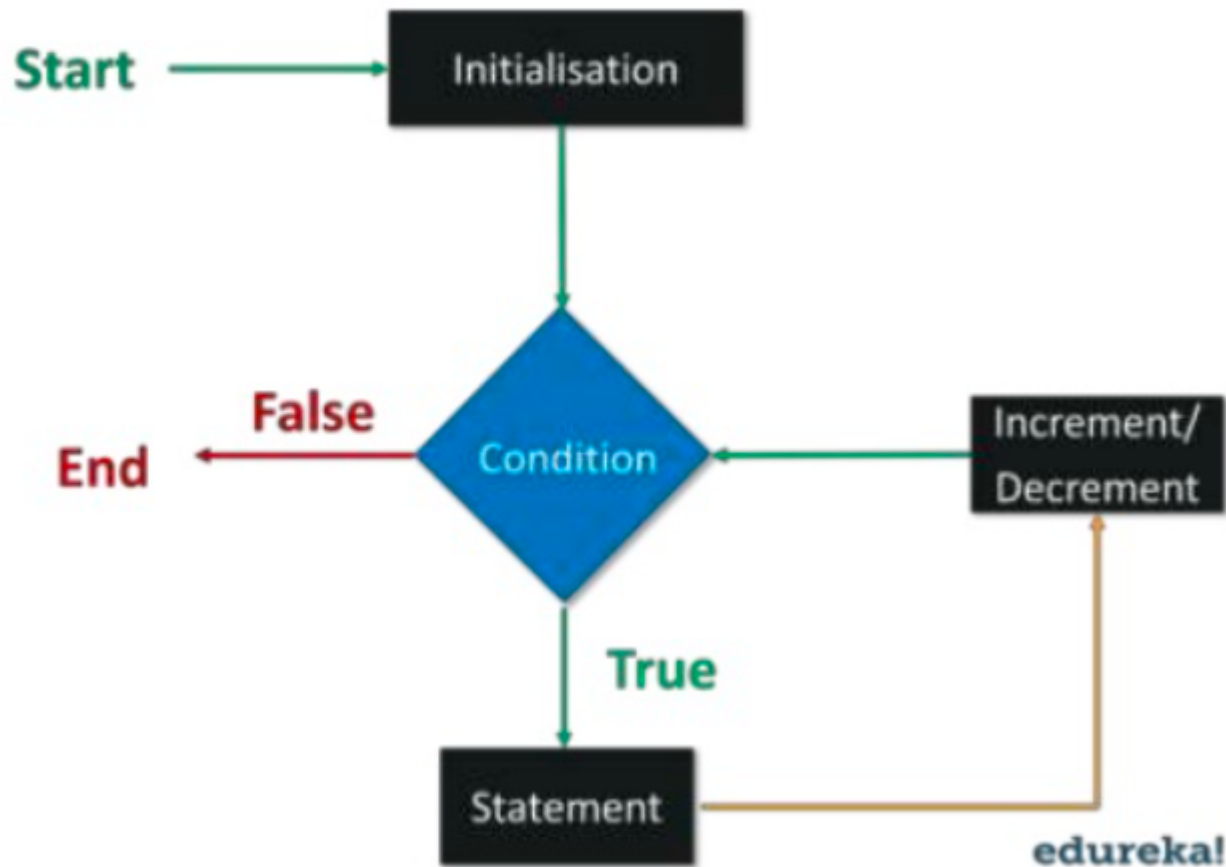 Start
Initialisation
False
End
Condition
Increment/
Decrement
True
Statement
edureka!